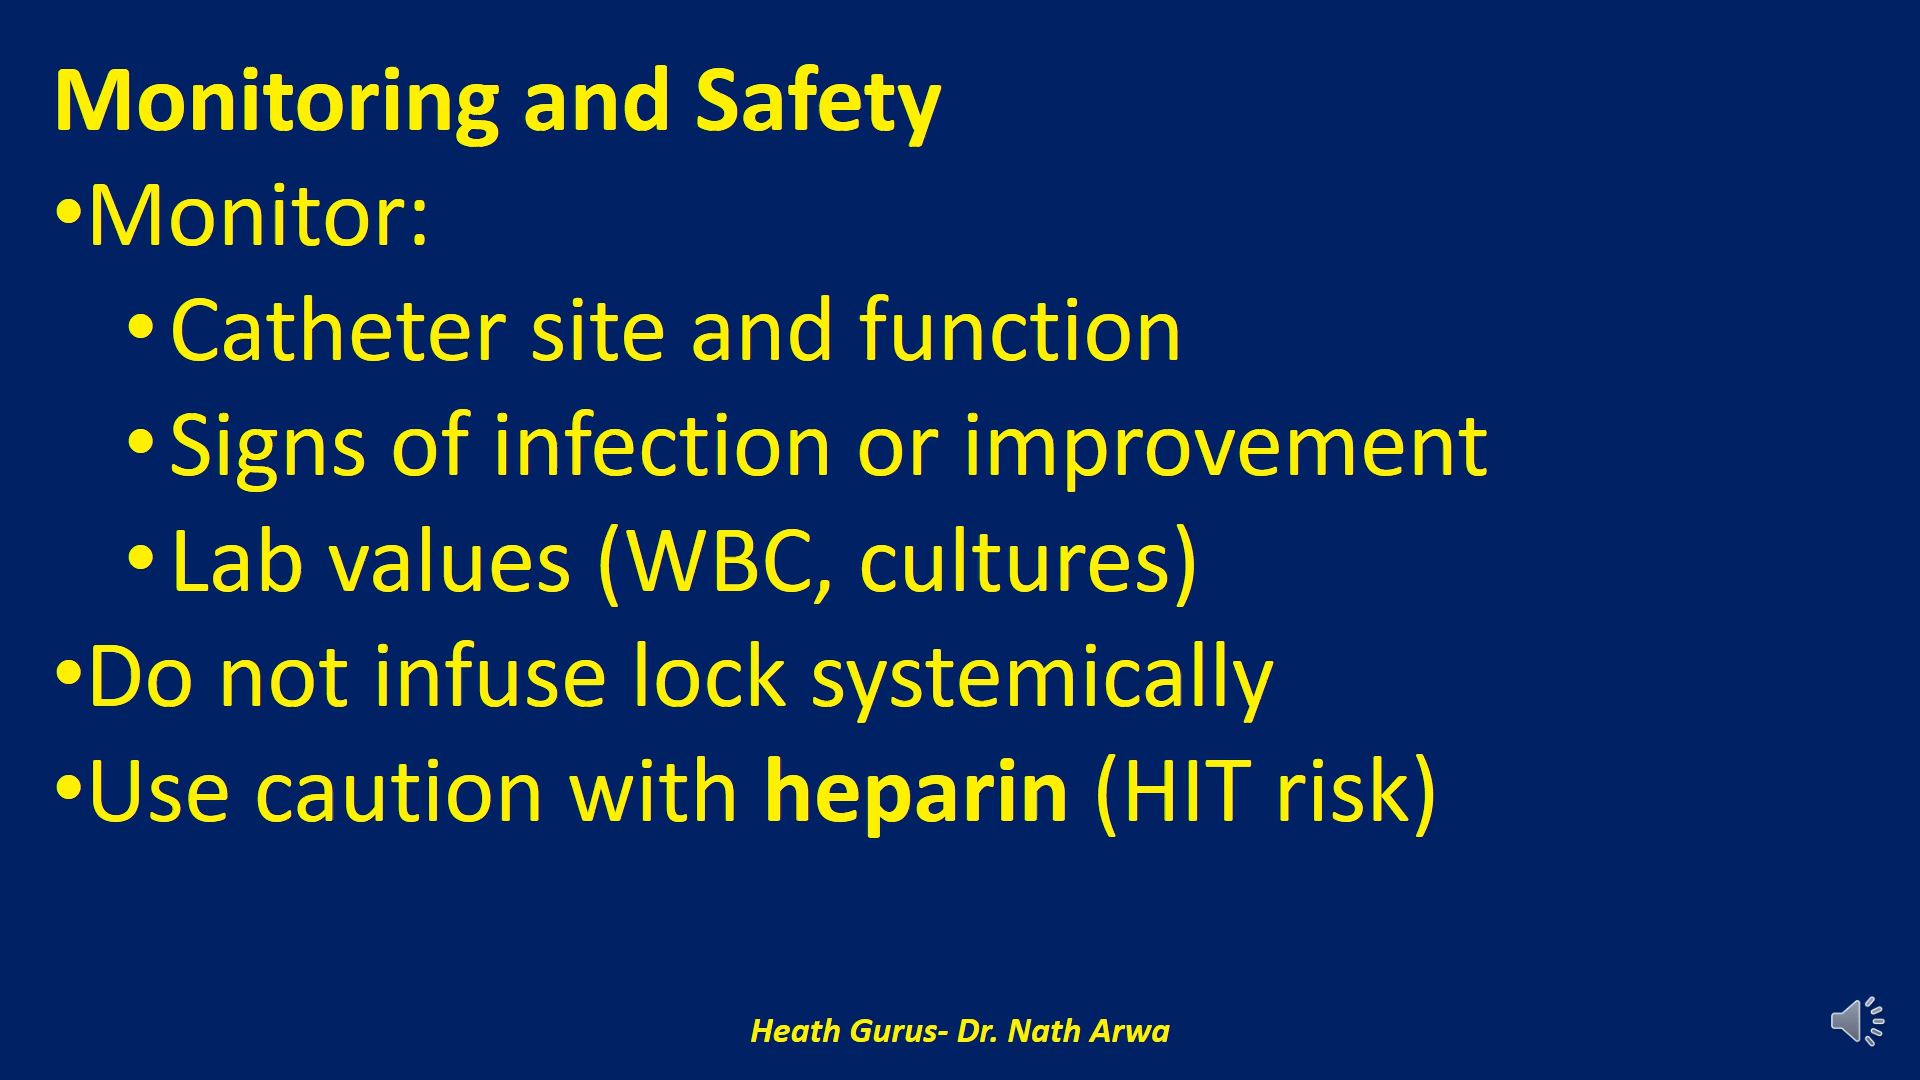 Monitoring and Safety
•Monitor:
•Catheter site and function
•Signs of infection or improvement
•Lab values (WBC, cultures)
•Do not infuse lock systemically
•Use caution with heparin (HIT risk)
Heath Gurus- Dr. Nath Arwa